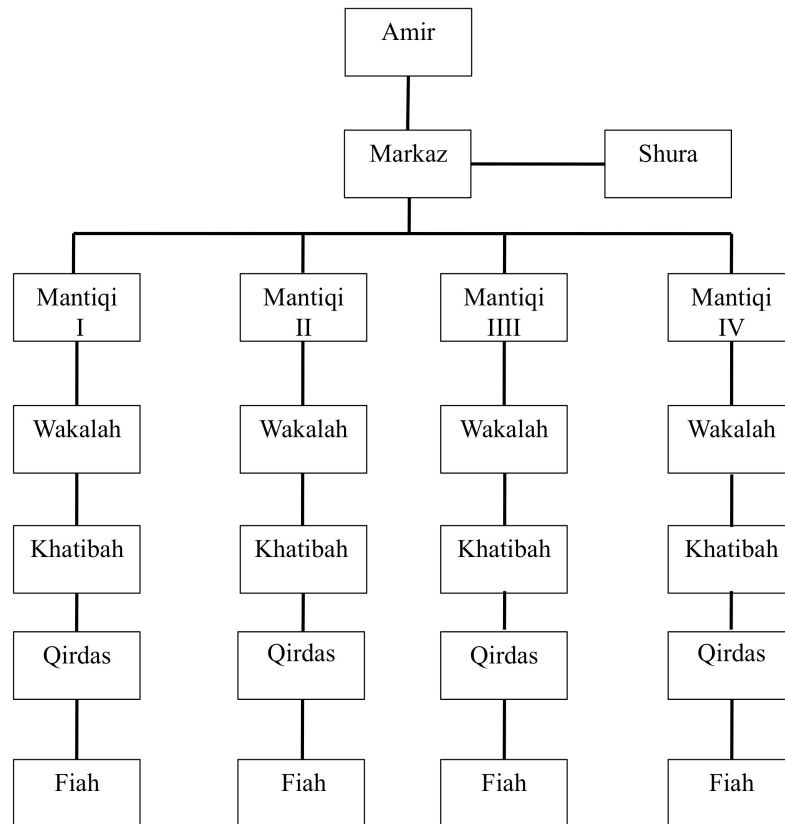 Amir
Markaz
Shura
Mantiqi
I
Mantiqi
II
Mantiqi
IIII
Mantiqi
IV
Wakalah
Wakalah
Wakalah
Wakalah
Khatibah
Khatibah
Khatibah
Khatibah
Qirdas
Qirdas
Qirdas
Qirdas
Fiah
Fiah
Fiah
Fiah